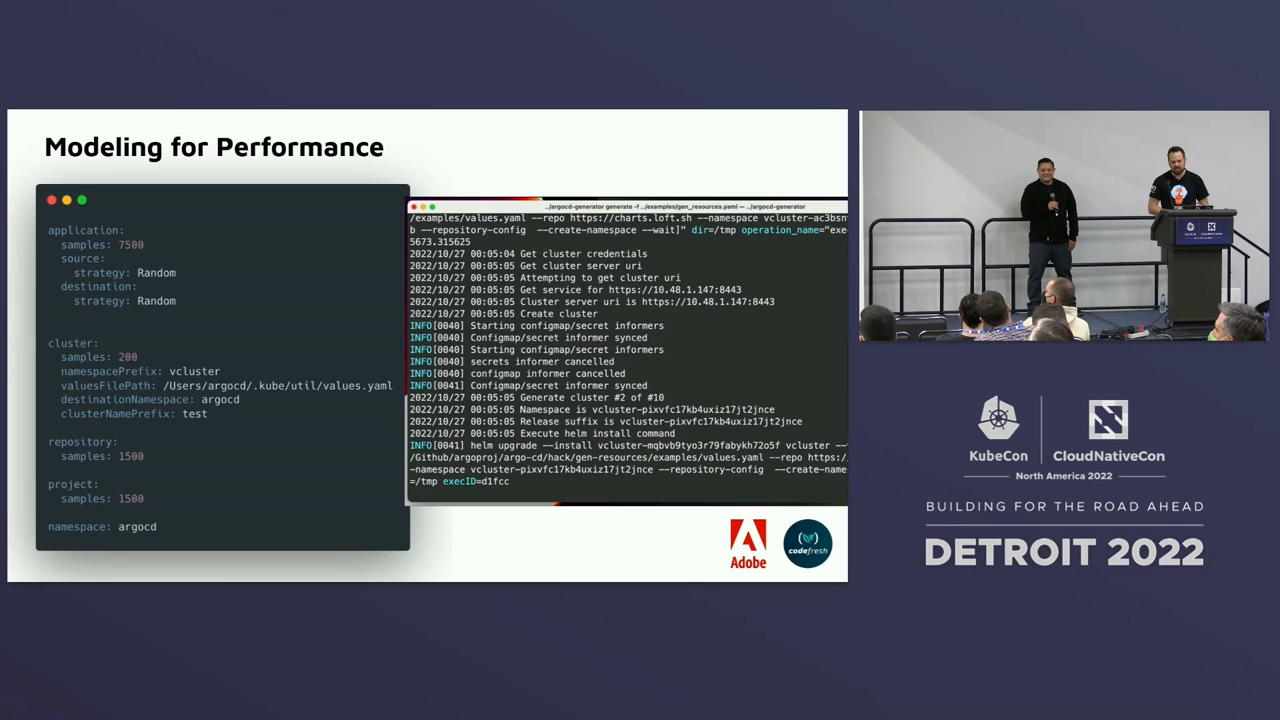 Modeling for Performance
application:
samples: 7500
source:
strategy: Random
destination:
strategy: Random
cluster:
samples: 200
namespacePrefix: vcluster
valuesFilePath: /Users/argocd/.kube/util/values.yaml
destinationNamespace: argocd
clusterNamePrefix: test
repository:
samples: 1500
project:
samples: 1500
namespace: argocd
../argocd-generator generate -f ../examples/gen_resources.yaml — ../argocd-generator
/examples/values.yaml --repo https://charts.loft.sh --namespace vcluster-ac3bsn
b --repository-config  --create-namespace --wait]" dir=/tmp operation_name="exe
5673.315625
2022/10/27 00:05:04 Get cluster credentials
2022/10/27 00:05:05 Get cluster server uri
2022/10/27 00:05:05 Attempting to get cluster uri
2022/10/27 00:05:05 Get service for https://10.48.1.147:8443
2022/10/27 00:05:05 Cluster server uri is https://10.48.1.147:8443
2022/10/27 00:05:05 Create cluster
INFO[0040] Starting configmap/secret informers
INFO[0040] Configmap/secret informer synced
INFO[0040] Starting configmap/secret informers
INFO[0040] secrets informer cancelled
INFO[0040] configmap informer cancelled
INFO[0041] Configmap/secret informer synced
2022/10/27 00:05:05 Generate cluster #2 of #10
2022/10/27 00:05:05 Namespace is vcluster-pixvfc17kb4uxiz17jt2jnce
2022/10/27 00:05:05 Release suffix is vcluster-pixvfc17kb4uxiz17jt2jnce
2022/10/27 00:05:05 Execute helm install command
INFO[0041] helm upgrade --install vcluster-mqbvb9tyo3r79fabykh72o5f vcluster --
/Github/argoproj/argo-cd/hack/gen-resources/examples/values.yaml --repo https:/
-namespace vcluster-pixvfc17kb4uxiz17jt2jnce --repository-config  --create-name
=/tmp execID=d1fcc
Adobe
codefresh
KubeCon
CloudNativeCon
North America 2022
BUILDING FOR THE ROAD AHEAD
DETROIT 2022